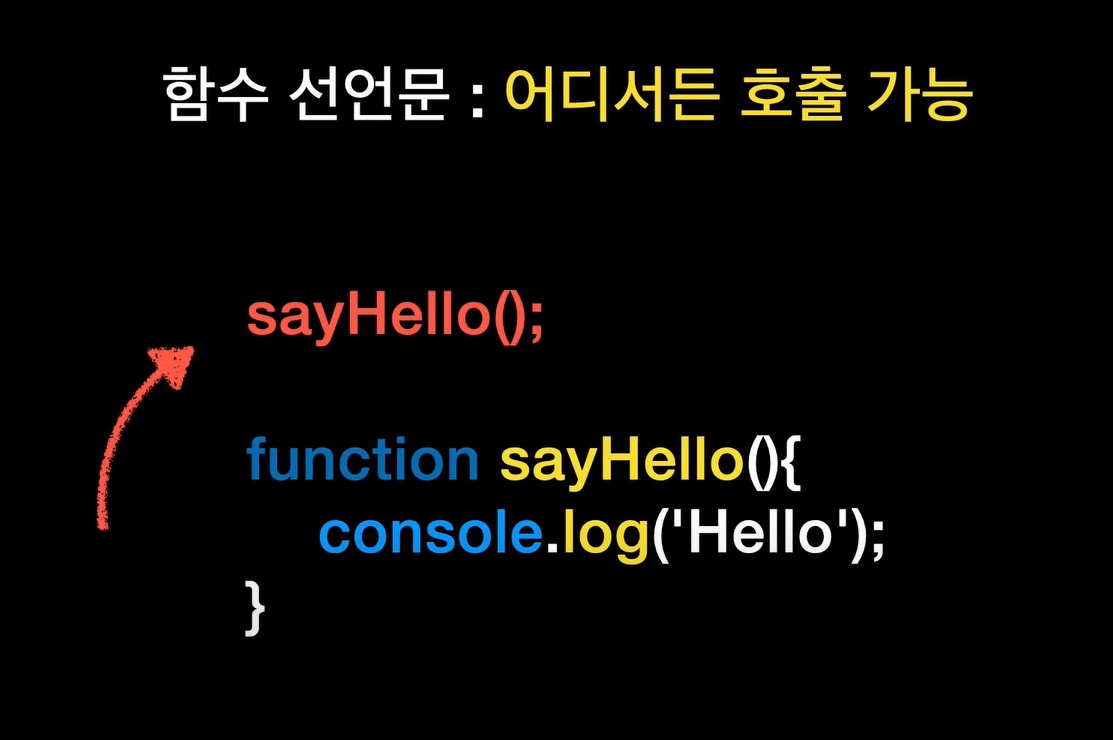 함수 선언문 : 어디서든 호출 가능
sayHello();
function sayHello(){
console.log('Hello');
}